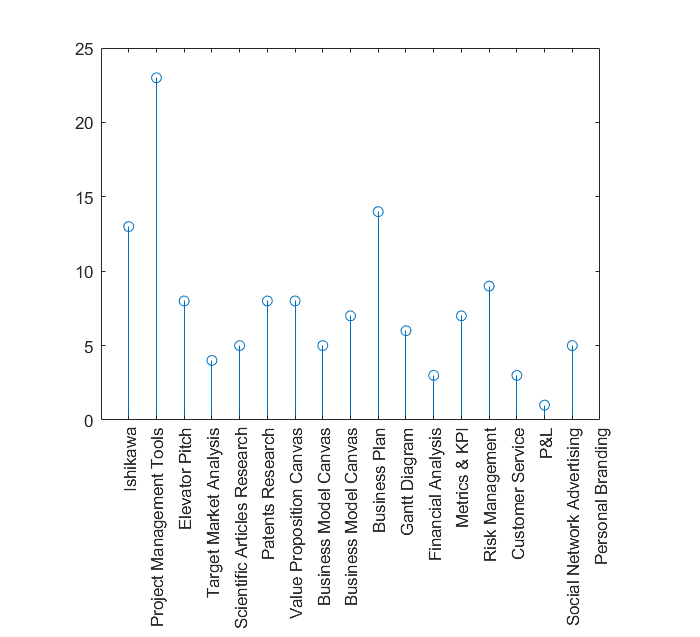 25
20
15
10
5
0
Ishikawa
Project Management Tools
Elevator Pitch
Target Market Analysis
Scientific Articles Research
Patents Research
Value Proposition Canvas
Business Model Canvas
Business Model Canvas
Business Plan
Gantt Diagram
Financial Analysis
Metrics & KPI
Risk Management
Customer Service
P&L
Social Network Advertising
Personal Branding